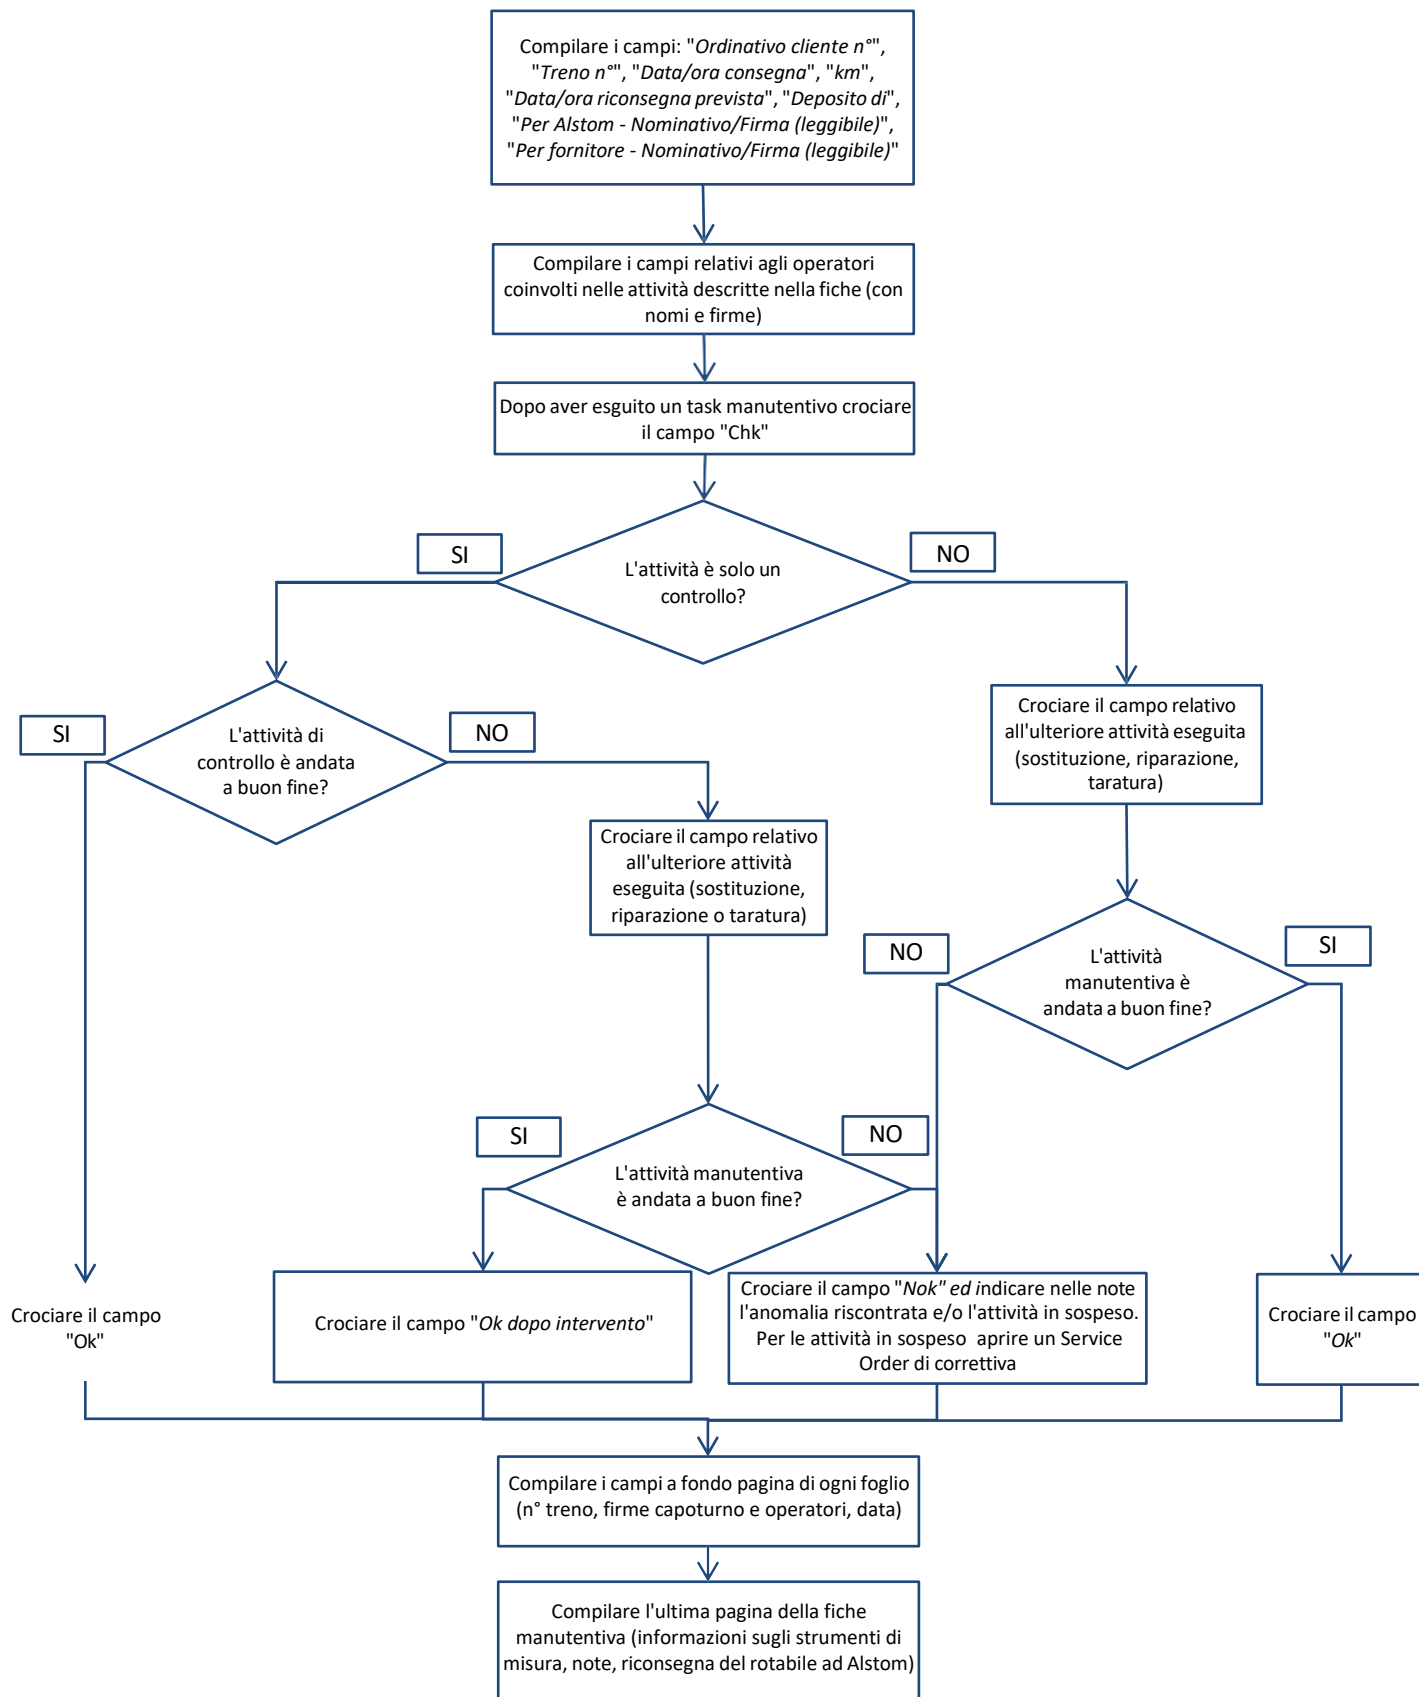 Compilare i campi: "Ordinativo cliente n°",
"Treno n°", "Data/ora consegna", "km",
"Data/ora riconsegna prevista", "Deposito di",
"Per Alstom - Nominativo/Firma (leggibile)",
"Per fornitore - Nominativo/Firma (leggibile)"
Compilare i campi relativi agli operatori
coinvolti nelle attività descritte nella fiche (con
nomi e firme)
Dopo aver esguito un task manutentivo crociare
il campo "Chk"
SI
NO
L'attività è solo un
controllo?
SI
NO
L'attività di
controllo è andata
a buon fine?
Crociare il campo relativo
all'ulteriore attività eseguita
(sostituzione, riparazione,
taratura)
Crociare il campo relativo
all'ulteriore attività
eseguita (sostituzione,
riparazione o taratura)
NO
SI
L'attività
manutentiva è
andata a buon fine?
SI
NO
L'attività manutentiva
è andata a buon fine?
Crociare il campo
"Ok"
Crociare il campo "Ok dopo intervento"
Crociare il campo "Nok" ed indicare nelle note
l'anomalia riscontrata e/o l'attività in sospeso.
Per le attività in sospeso aprire un Service
Order di correttiva
Crociare il campo
"Ok"
Compilare i campi a fondo pagina di ogni foglio
(n° treno, firme capoturno e operatori, data)
Compilare l'ultima pagina della fiche
manutentiva (informazioni sugli strumenti di
misura, note, riconsegna del rotabile ad Alstom)